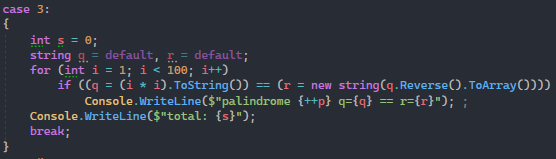 case 3:
{
int s = 0;
string q = default, r = default;
for (int i = 1; i < 100; i++)
if ((q = (i * i).ToString()) == (r = new string(q.Reverse().ToArray())))
Console.WriteLine($"palindrome {++p} q={q} == r={r}"); ;
Console.WriteLine($"total: {s}");
break;
}